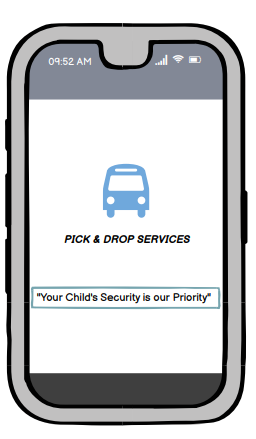 09:52 AM
PICK & DROP SERVICES
"Your Child's Security is our Priority"